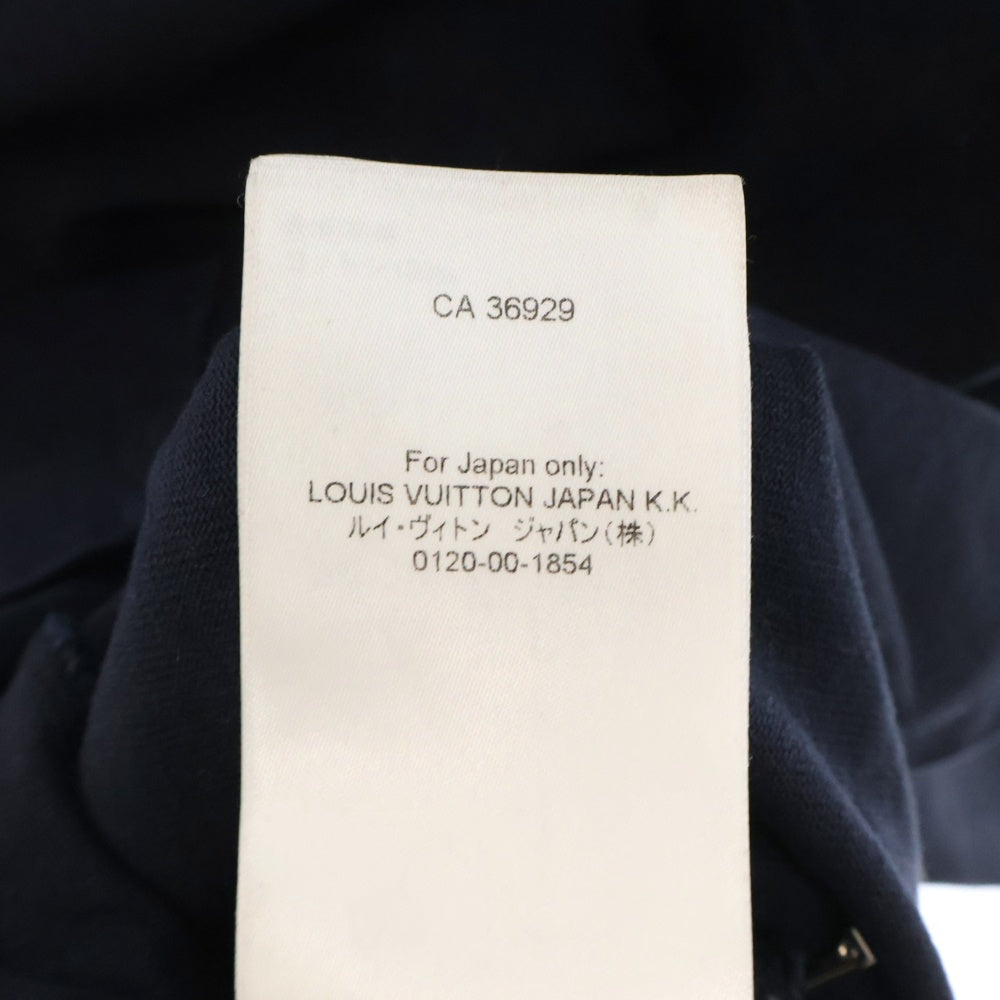 CA 36929
For Japan only:
LOUIS VUITTON JAPAN K.K.
ルイ・ヴィトン ジャパン(株)
0120-00-1854